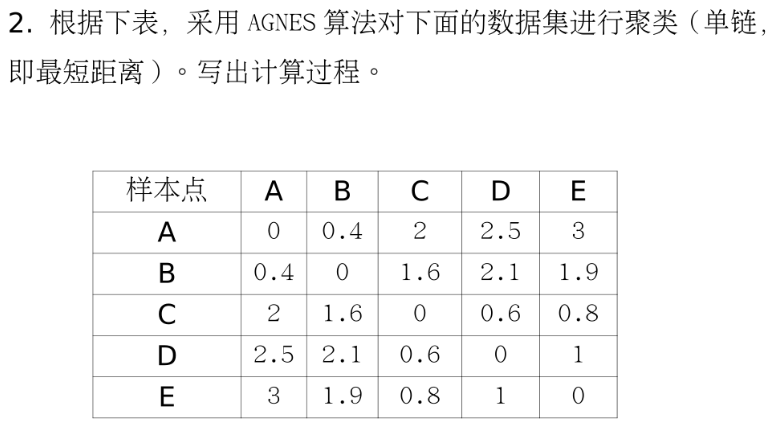 2. 根据下表，采用 AGNES 算法对下面的数据集进行聚类（单链，
即最短距离）。写出计算过程。
样本点 A B C D E
A 0 0.4 2 2.5 3
B 0.4 0 1.6 2.1 1.9
C 2 1.6 0 0.6 0.8
D 2.5 2.1 0.6 0 1
E 3 1.9 0.8 1 0